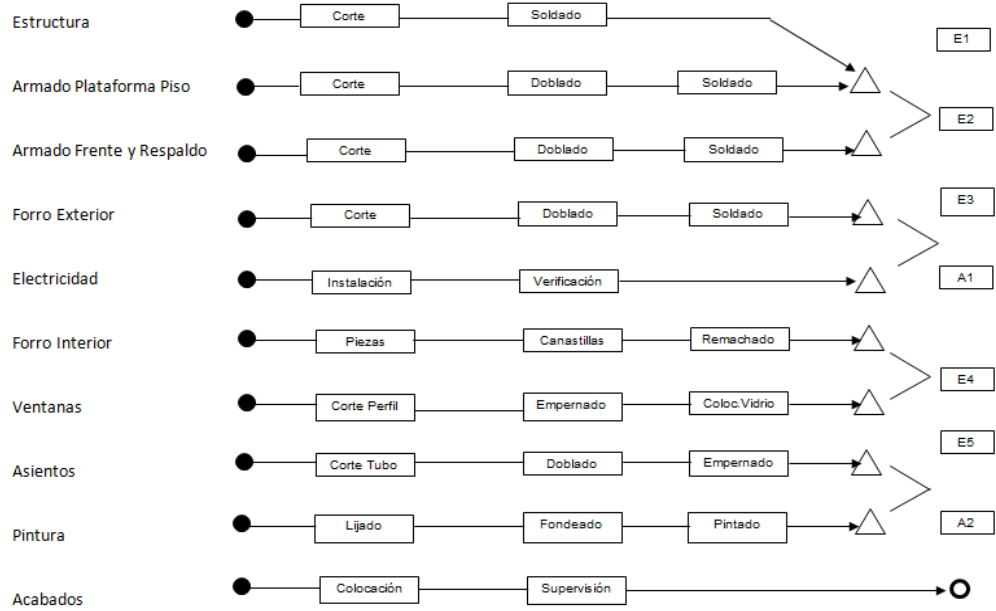 Estructura Corte Soldado
E1
Armado Plataforma Piso Corte Doblado Soldado
E2
Armado Frente y Respaldo Corte Doblado Soldado
E3
Forro Exterior Corte Doblado Soldado
Electricidad Instalación Verificación A1
Forro Interior Piezas Canastillas Remachado
E4
Ventanas Corte Perfil Empernado Coloc.Vidrio
E5
Asientos Corte Tubo Doblado Empernado
Pintura Lijado Fondeado Pintado A2
Acabados Colocación Supervisión